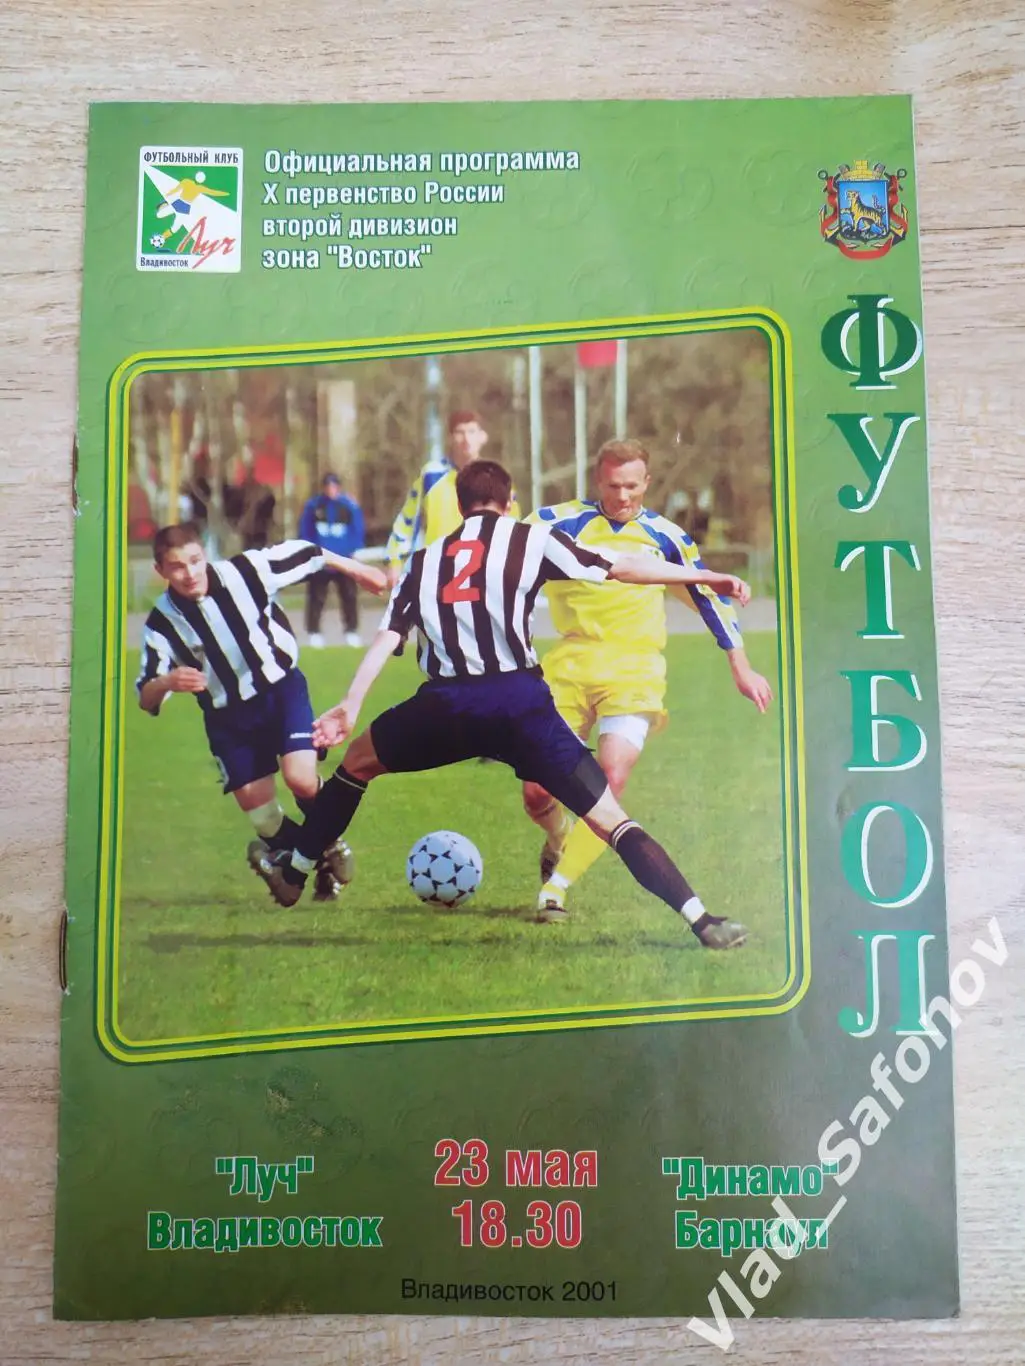 ФУТБОЛЬНЫЙ КЛУБ
Луч
Владивосток
Официальная программа
X первенство России
второй дивизион
зона "Восток"
ФУТБОЛ
2
"Луч"
Владивосток
23 мая
18.30
"Динамо"
Барнаул
Владивосток 2001
Vlad_Safonov